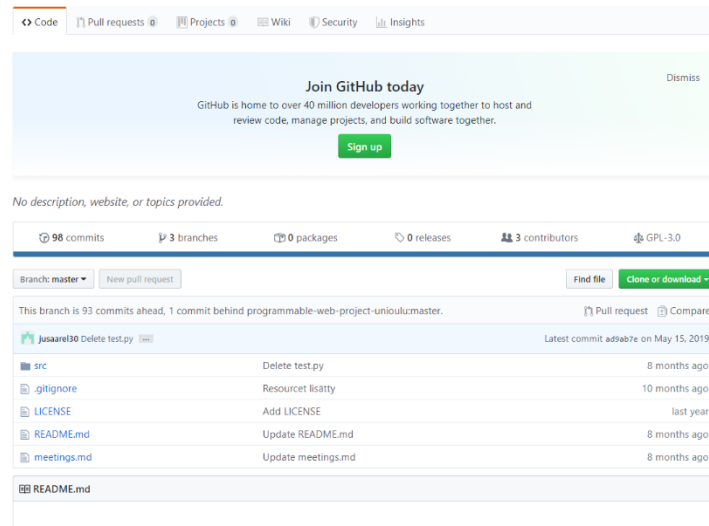 Code Pull requests 0 Projects 0 Wiki Security Insights
Join GitHub today
Dismiss
GitHub is home to over 40 million developers working together to host and
review code, manage projects, and build software together.
Sign up
No description, website, or topics provided.
98 commits 3 branches 0 packages 0 releases 3 contributors GPL-3.0
Branch: master New pull request Find file Clone or download
This branch is 93 commits ahead, 1 commit behind programmable-web-project-unioulu:master. Pull request Compare
jusaarel30 Delete test.py ... Latest commit ad9ab7e on May 15, 2019
src Delete test.py 8 months ago
.gitignore Resourcet lisätty 10 months ago
LICENSE Add LICENSE last year
README.md Update README.md 8 months ago
meetings.md Update meetings.md 8 months ago
README.md